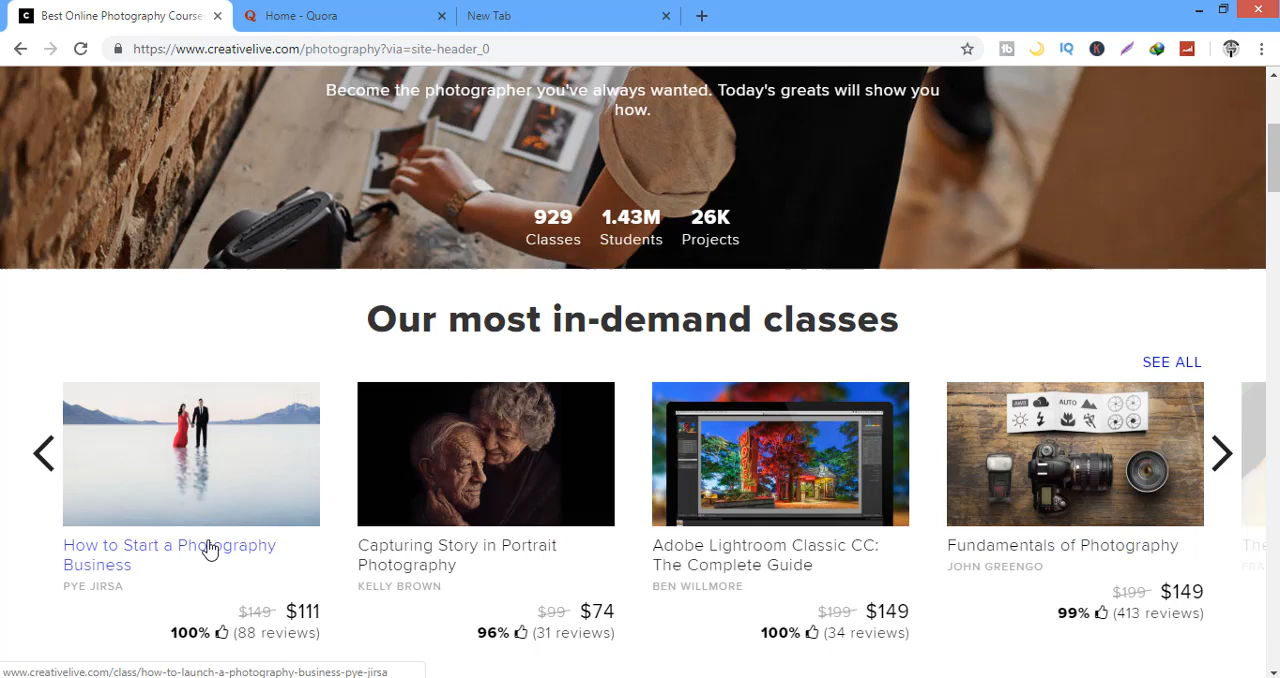 Best Online Photography Course
Home - Quora
New Tab
https://www.creativelive.com/photography?via=site-header_0
Become the photographer you've always wanted. Today's greats will show you
how.
929 1.43M 26K
Classes Students Projects
Our most in-demand classes
SEE ALL
How to Start a Photography
Business
PYE JIRSA
$149 $111
100% (88 reviews)
Capturing Story in Portrait
Photography
KELLY BROWN
$99 $74
96% (31 reviews)
Adobe Lightroom Classic CC:
The Complete Guide
BEN WILLMORE
$199 $149
100% (34 reviews)
AWB AUTO
Fundamentals of Photography
JOHN GREENGO
$199 $149
99% (413 reviews)
The
FRA
www.creativelive.com/class/how-to-launch-a-photography-business-pye-jirsa